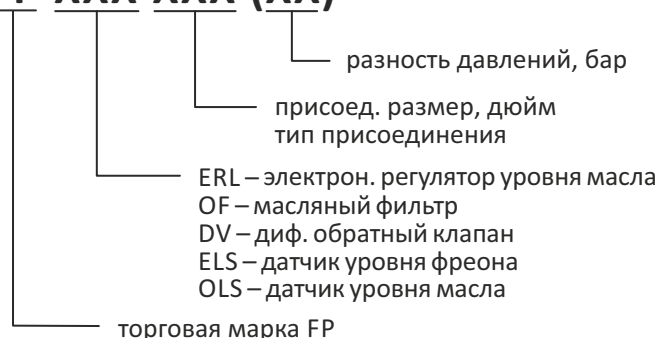 XXX XXX (XX)
разность давлений, бар
присоед. размер, дюйм
тип присоединения
ERL – электрон. регулятор уровня масла
OF – масляный фильтр
DV – диф. обратный клапан
ELS – датчик уровня фреона
OLS – датчик уровня масла
торговая марка FP